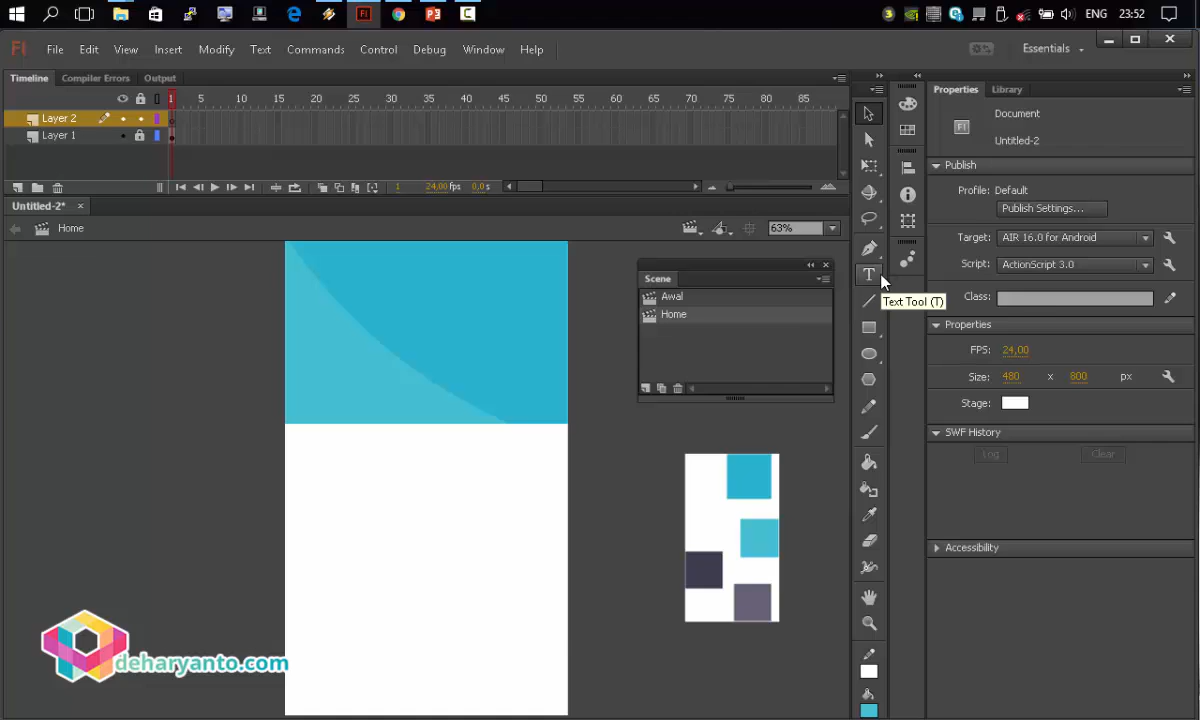 3
ENG
23:52
Fl
File
Edit
View
Insert
Modify
Text
Commands
Control
Debug
Window
Help
Essentials
Timeline
Compiler Errors
Output
1 5 10 15 20 25 30 35 40 45 50 55 60 65 70 75 80 85
Layer 2
Layer 1
1
24,00 fps
0,0 s
Untitled-2*
Home
63%
Scene
Awal
Home
T
Text Tool (T)
Properties
Library
Fl
Document
Untitled-2
Publish
Profile: Default
Publish Settings...
Target: AIR 16.0 for Android
Script: ActionScript 3.0
Class:
Properties
FPS: 24,00
Size: 480 x 800 px
Stage:
SWF History
Log
Clear
Accessibility
deharyanto.com